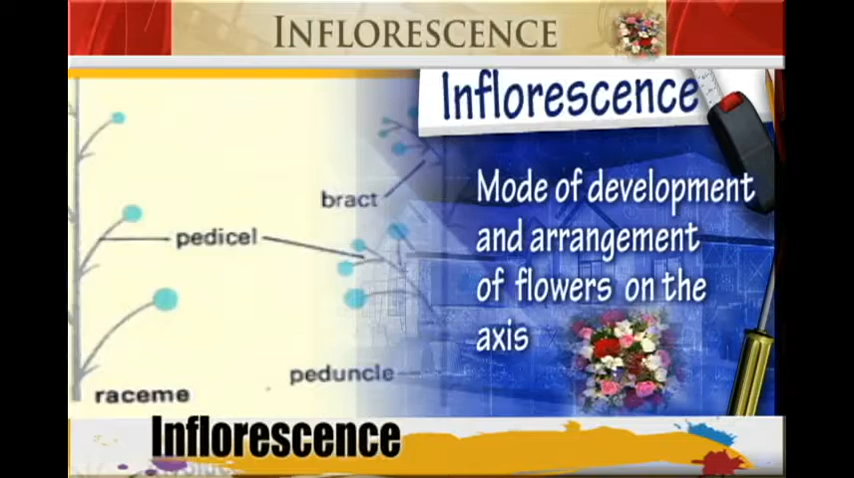 INFLORESCENCE
Inflorescence
Mode of development
and arrangement
of flowers on the
axis
bract
pedicel
peduncle
raceme
Inflorescence